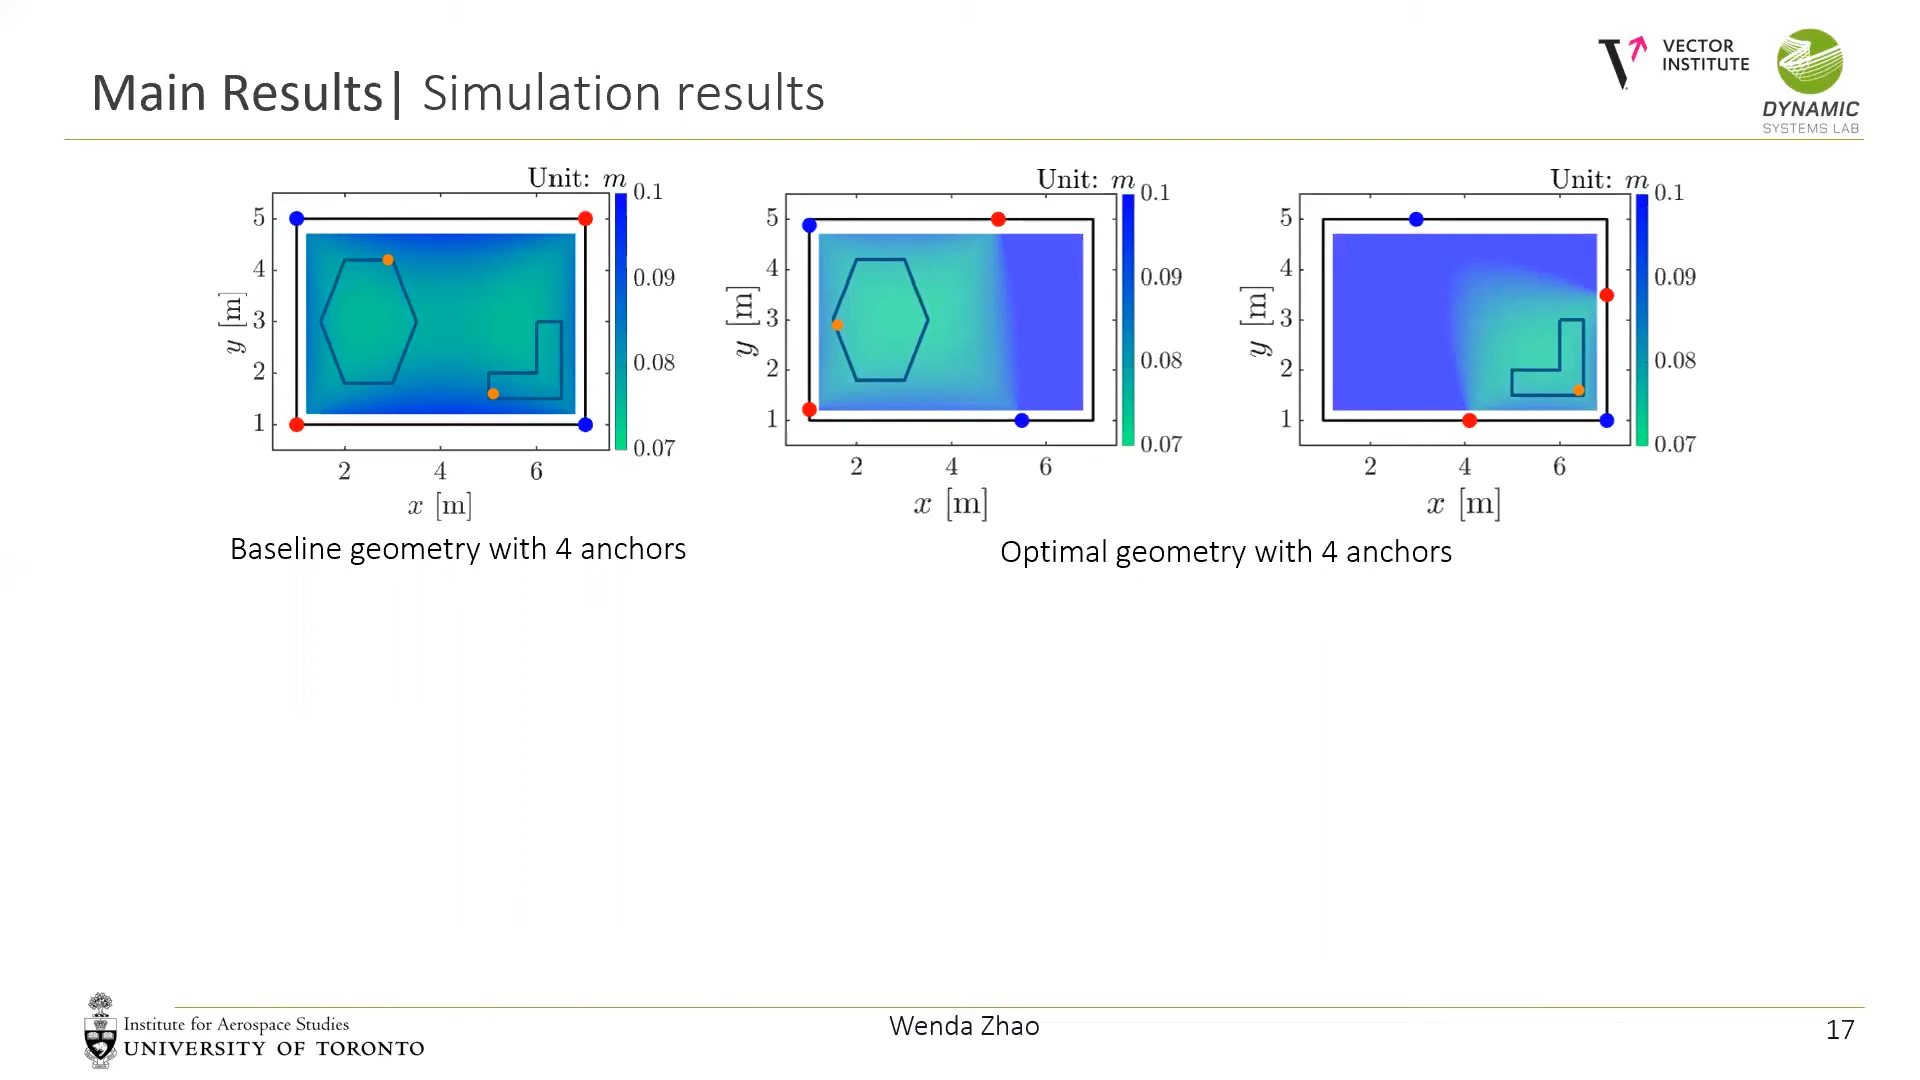 Main Results| Simulation results
VECTOR
INSTITUTE
DYNAMIC
SYSTEMS LAB
Unit: m
0.1
0.09
0.08
0.07
5
4
3
2
1
y [m]
2 4 6
x [m]
Baseline geometry with 4 anchors
Unit: m
0.1
0.09
0.08
0.07
5
4
3
2
1
y [m]
2 4 6
x [m]
Unit: m
0.1
0.09
0.08
0.07
5
4
3
2
1
y [m]
2 4 6
x [m]
Optimal geometry with 4 anchors
Institute for Aerospace Studies
UNIVERSITY OF TORONTO
Wenda Zhao
17